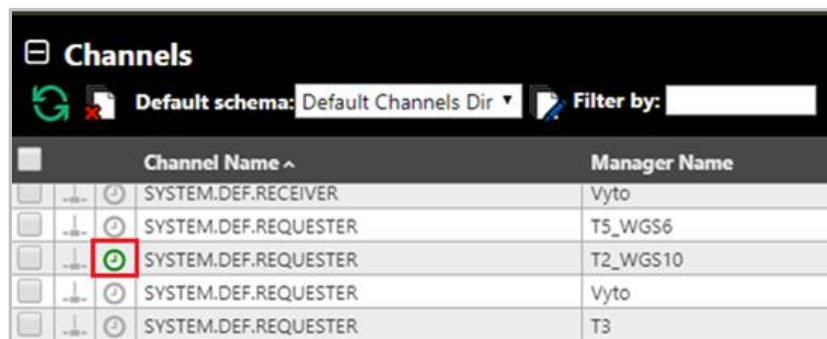 Channels
Default schema: Default Channels Dir Filter by:
Channel Name Manager Name
SYSTEM.DEF.RECEIVER Vyto
SYSTEM.DEF.REQUESTER T5_WGS6
SYSTEM.DEF.REQUESTER T2_WGS10
SYSTEM.DEF.REQUESTER Vyto
SYSTEM.DEF.REQUESTER T3